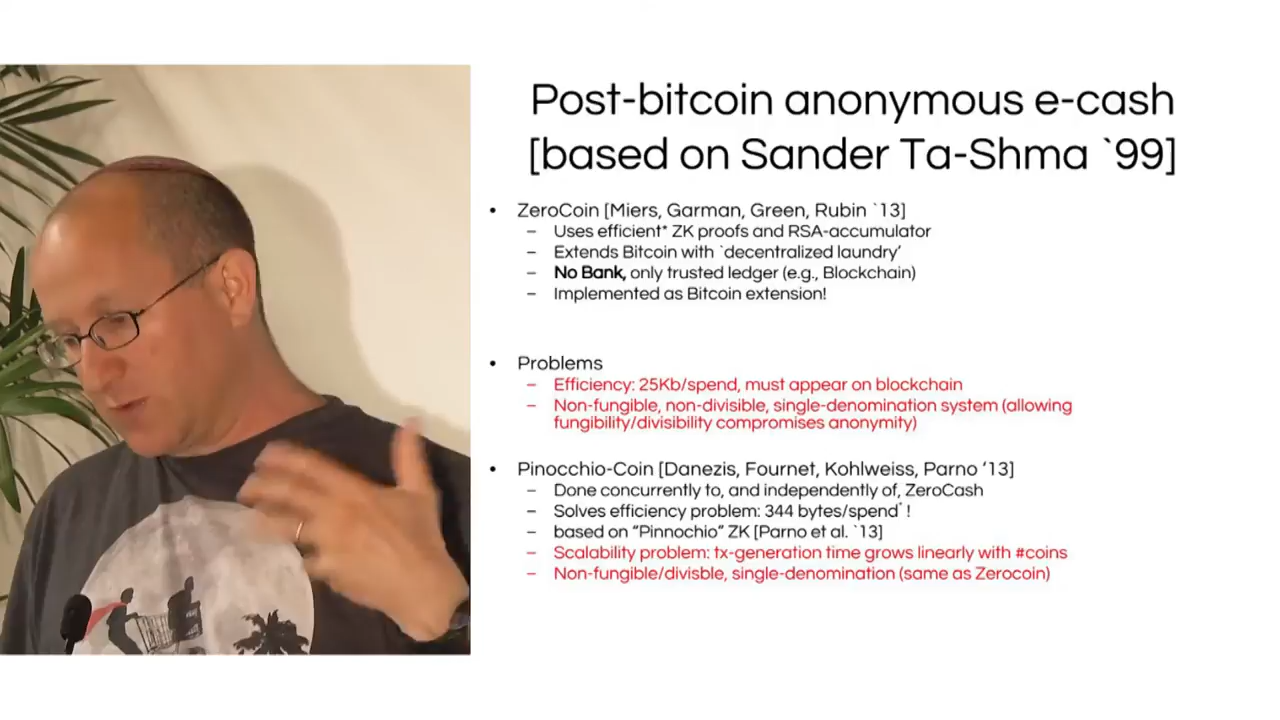 Post-bitcoin anonymous e-cash
[based on Sander Ta-Shma `99]
• ZeroCoin [Miers, Garman, Green, Rubin `13]
– Uses efficient* ZK proofs and RSA-accumulator
– Extends Bitcoin with `decentralized laundry’
– No Bank, only trusted ledger (e.g., Blockchain)
– Implemented as Bitcoin extension!
• Problems
– Efficiency: 25Kb/spend, must appear on blockchain
– Non-fungible, non-divisible, single-denomination system (allowing
fungibility/divisibility compromises anonymity)
• Pinocchio-Coin [Danezis, Fournet, Kohlweiss, Parno ‘13]
– Done concurrently to, and independently of, ZeroCash
– Solves efficiency problem: 344 bytes/spend* !
– based on “Pinnochio” ZK [Parno et al. `13]
– Scalability problem: tx-generation time grows linearly with #coins
– Non-fungible/divisble, single-denomination (same as Zerocoin)